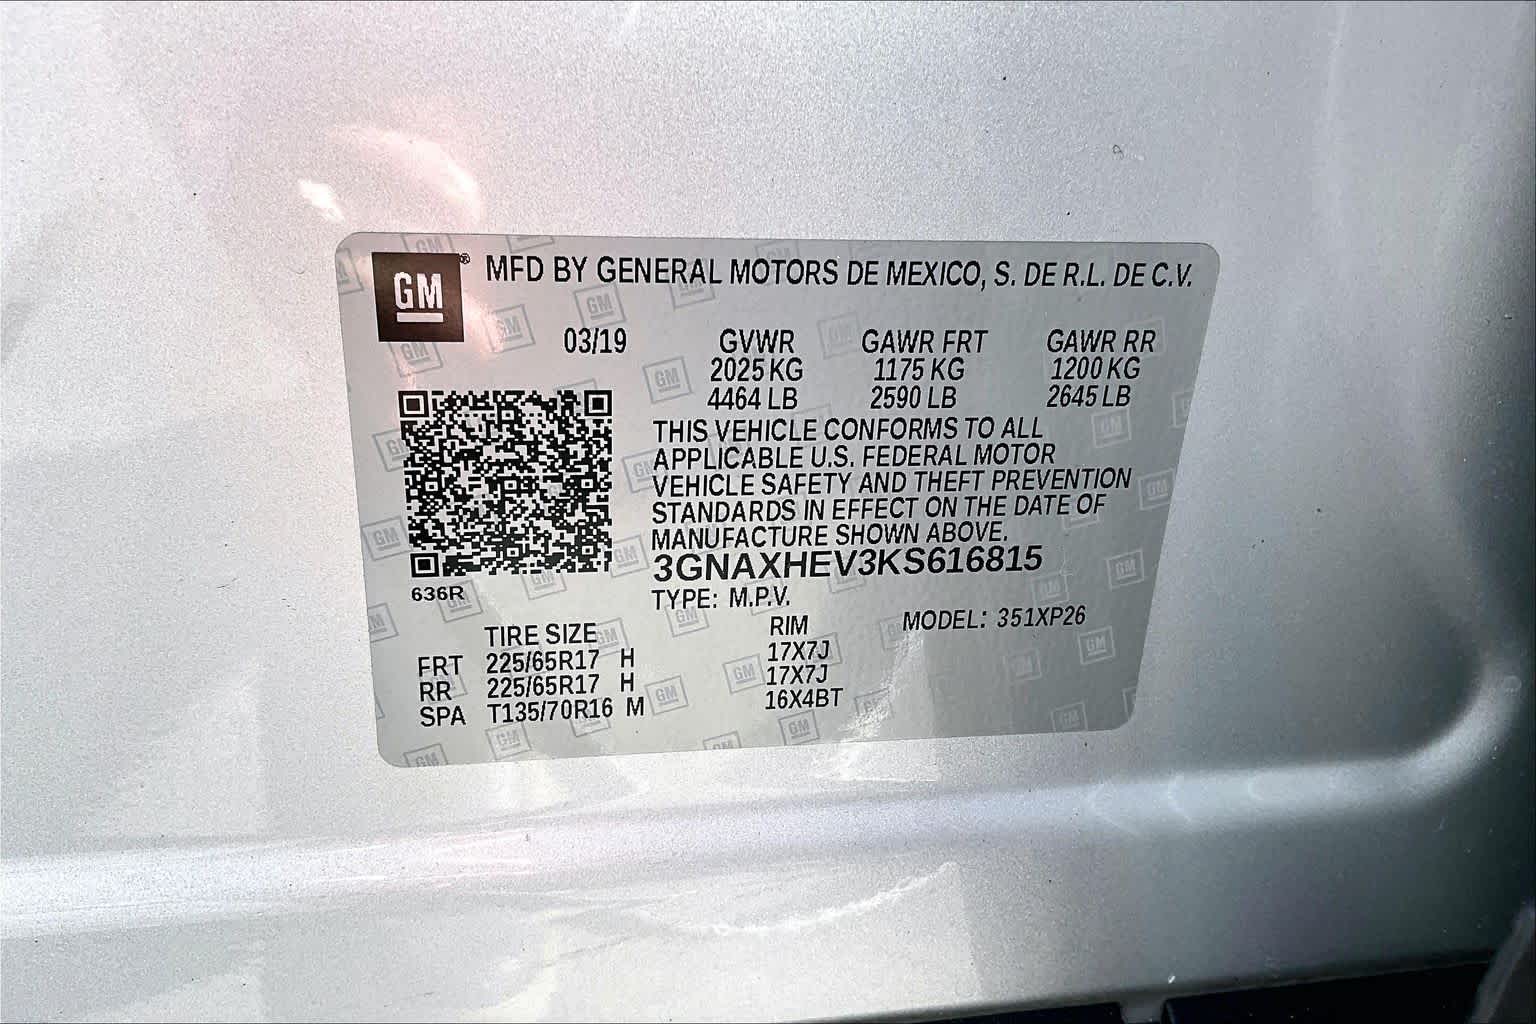 GM® MFD BY GENERAL MOTORS DE MEXICO, S. DE R.L. DE C.V.
03/19 GVWR GAWR FRT GAWR RR
2025 KG 1175 KG 1200 KG
4464 LB 2590 LB 2645 LB
THIS VEHICLE CONFORMS TO ALL
APPLICABLE U.S. FEDERAL MOTOR
VEHICLE SAFETY AND THEFT PREVENTION
STANDARDS IN EFFECT ON THE DATE OF
MANUFACTURE SHOWN ABOVE.
3GNAXHEV3KS616815
636R
TYPE: M.P.V. MODEL: 351XP26
TIRE SIZE RIM
FRT 225/65R17 H 17X7J
RR 225/65R17 H 17X7J
SPA T135/70R16 M 16X4BT